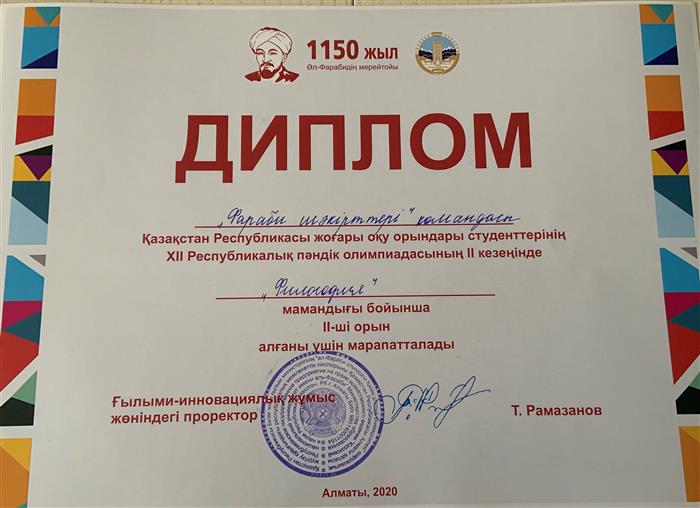 1150 ЖЫЛ
Әл-Фарабидің мерейтойы
ДИПЛОМ
„Фараби шәкірттері" командасы
Қазақстан Республикасы жоғары оқу орындары студенттерінің
XII Республикалық пәндік олимпиадасының II кезеңінде
„Философия"
мамандығы бойынша
II-ші орын
алғаны үшін марапатталады
Ғылыми-инновациялық жұмыс
жөніндегі проректор
Т. Рамазанов
Алматы, 2020